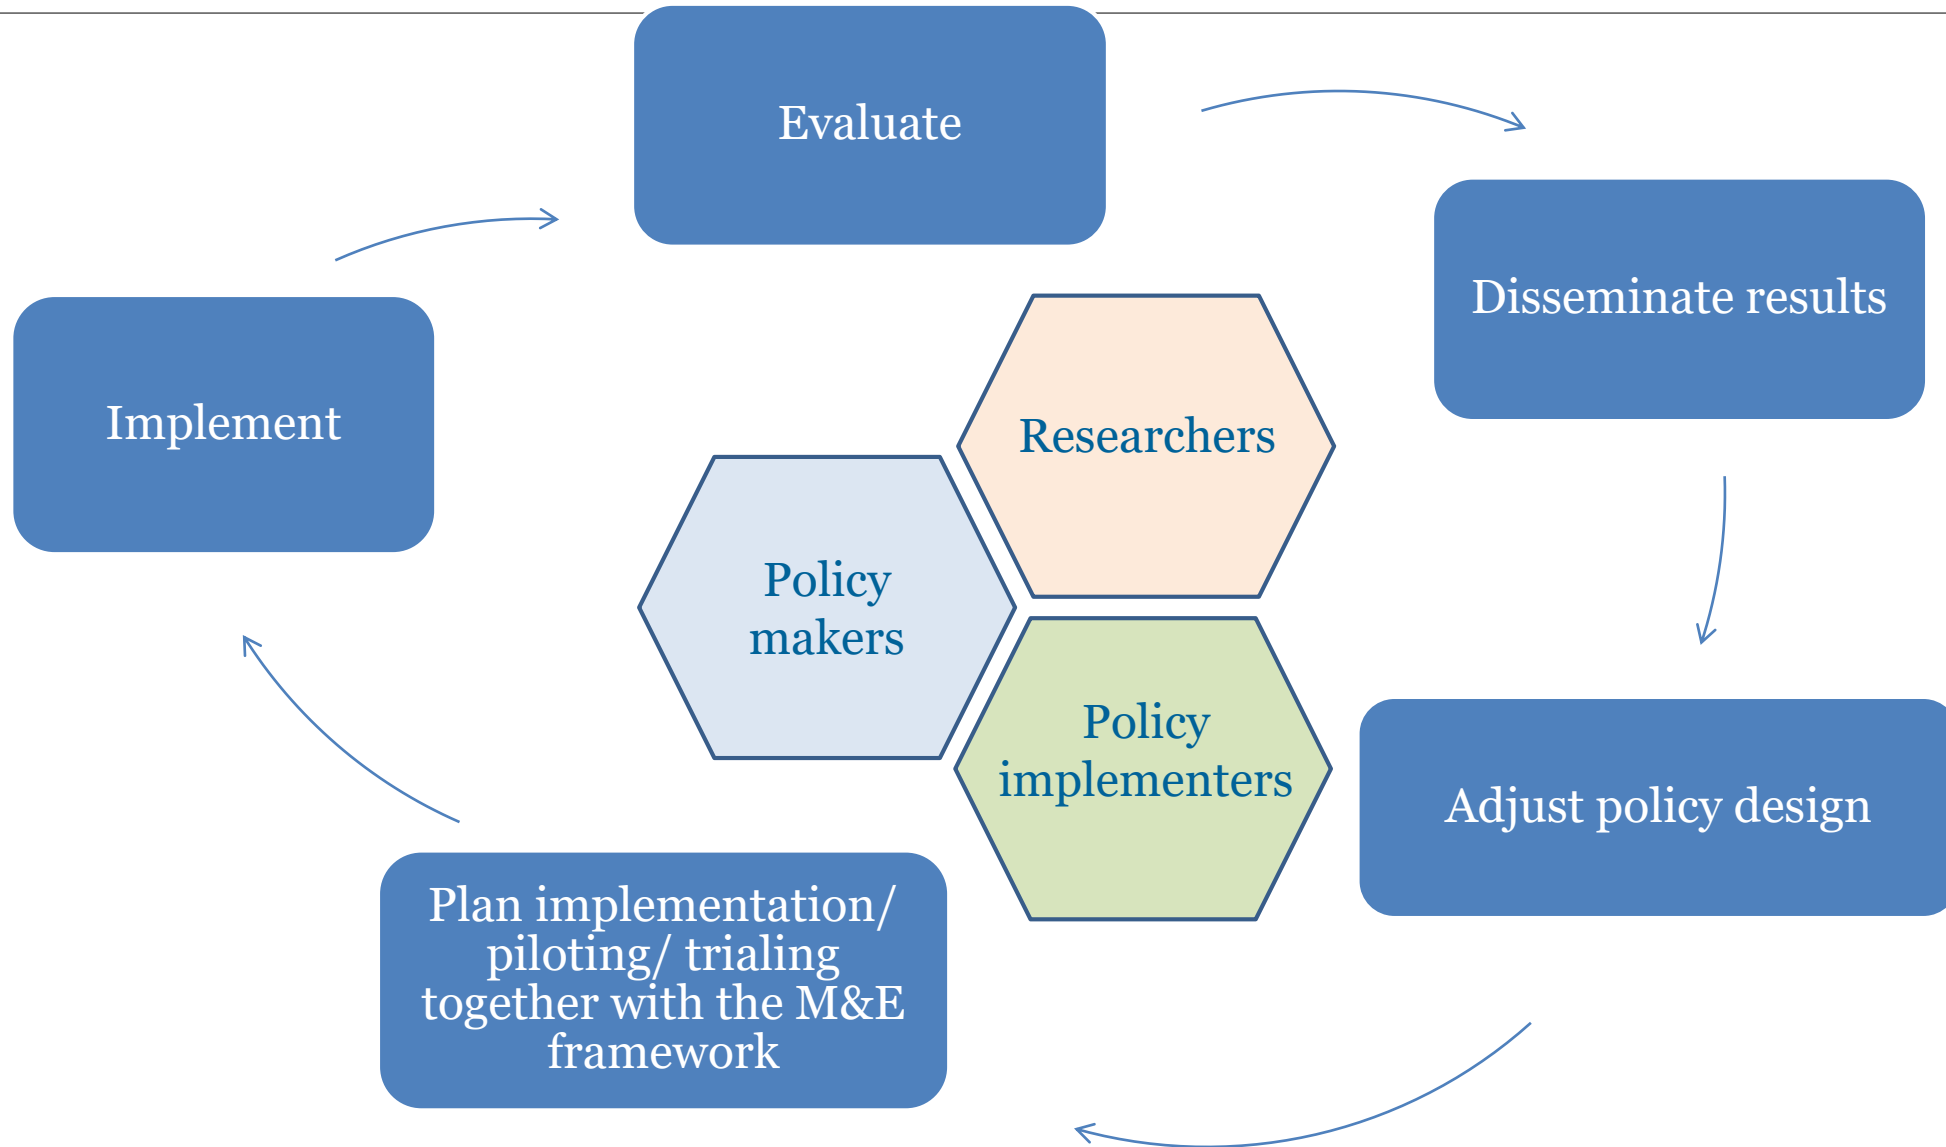 Evaluate
Disseminate results
Implement
Researchers
Policy
makers
Policy
implementers
Adjust policy design
Plan implementation/
piloting/ trialing
together with the M&E
framework